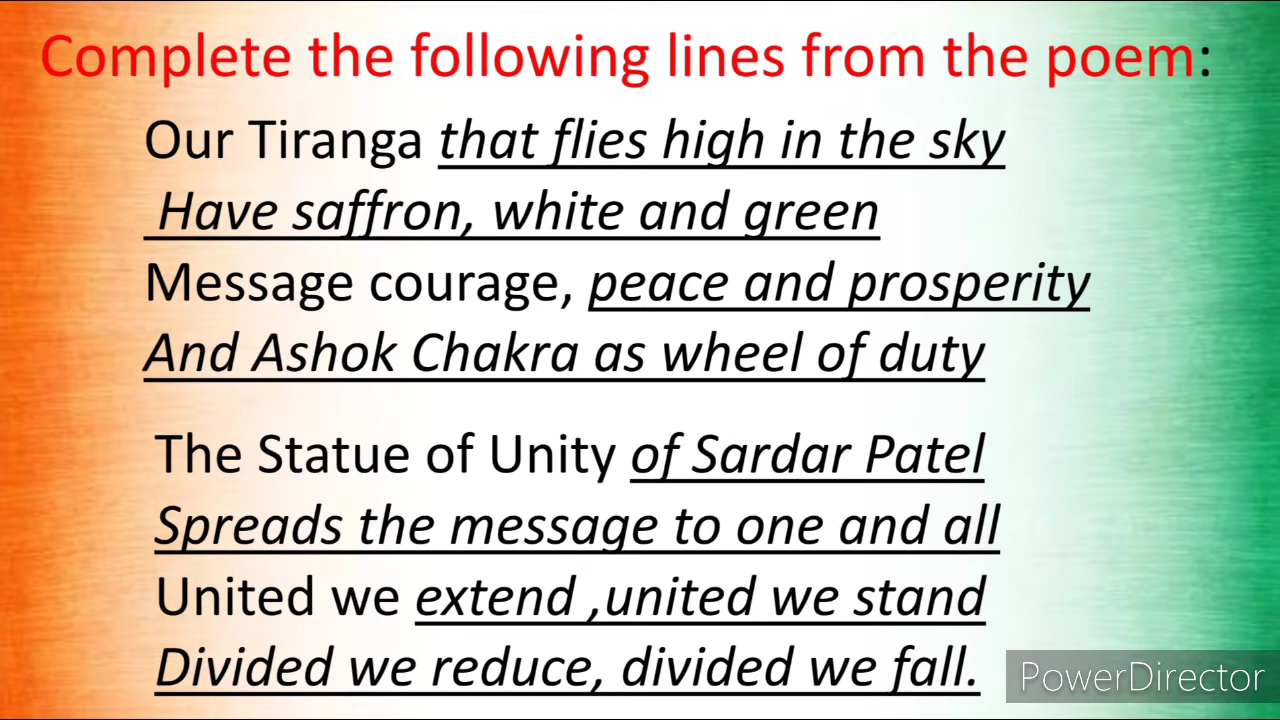 Complete the following lines from the poem:
Our Tiranga that flies high in the sky
Have saffron, white and green
Message courage, peace and prosperity
And Ashok Chakra as wheel of duty
The Statue of Unity of Sardar Patel
Spreads the message to one and all
United we extend ,united we stand
Divided we reduce, divided we fall.
PowerDirector